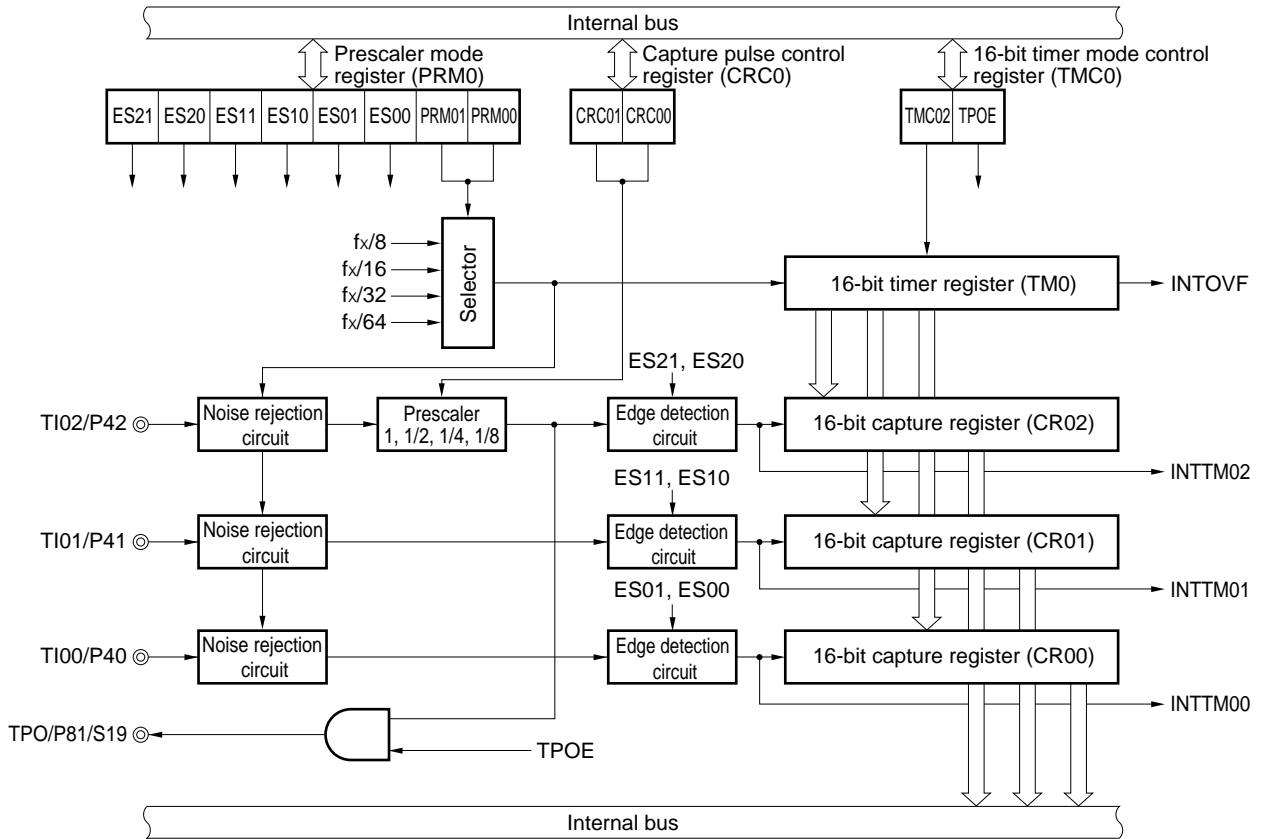 Internal bus
Prescaler mode
register (PRM0)
Capture pulse control
register (CRC0)
16-bit timer mode control
register (TMC0)
ES21 ES20 ES11 ES10 ES01 ES00 PRM01 PRM00
CRC01 CRC00
TMC02 TPOE
fx/8
fx/16
fx/32
fx/64
Selector
16-bit timer register (TM0)
INTOVF
ES21, ES20
TI02/P42
Noise rejection
circuit
Prescaler
1, 1/2, 1/4, 1/8
Edge detection
circuit
16-bit capture register (CR02)
INTTM02
ES11, ES10
TI01/P41
Noise rejection
circuit
Edge detection
circuit
16-bit capture register (CR01)
INTTM01
ES01, ES00
TI00/P40
Noise rejection
circuit
Edge detection
circuit
16-bit capture register (CR00)
INTTM00
TPO/P81/S19
TPOE
Internal bus